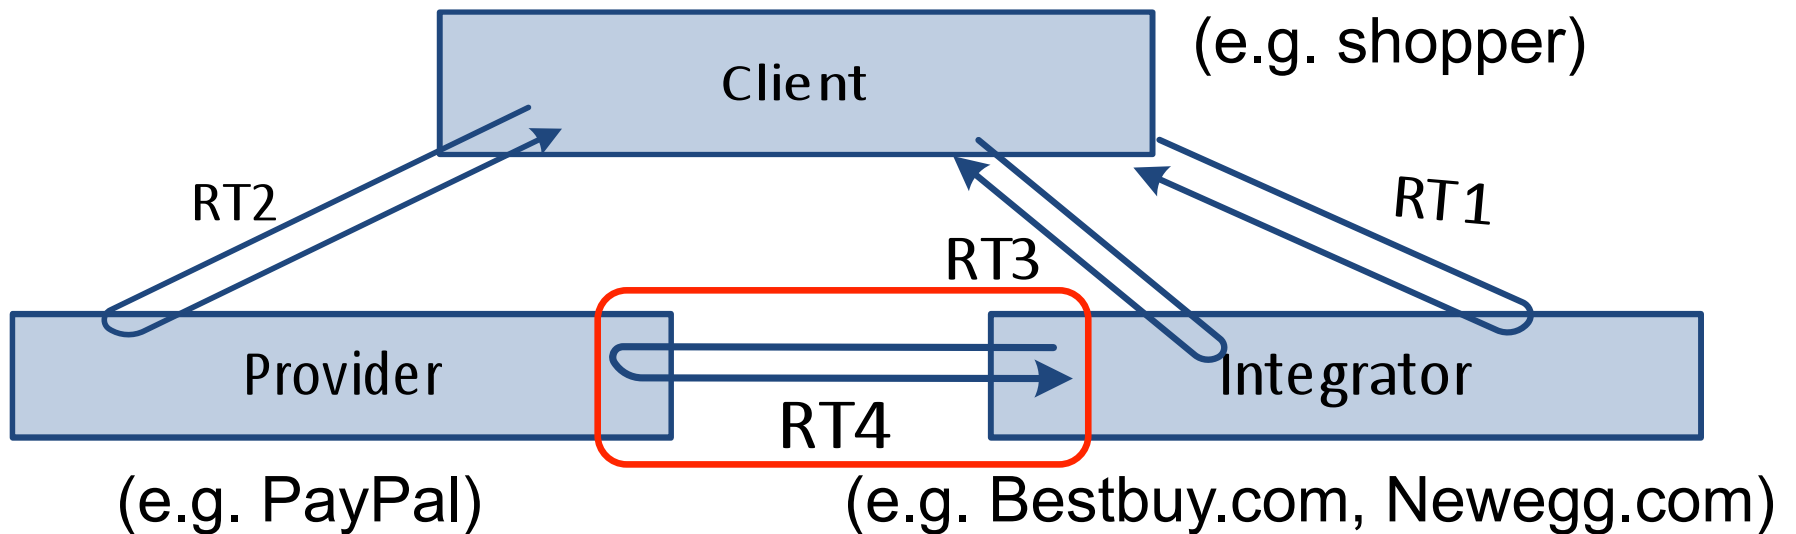 Client
(e.g. shopper)
RT2
RT1
RT3
Provider
RT4
Integrator
(e.g. PayPal)
(e.g. Bestbuy.com, Newegg.com)